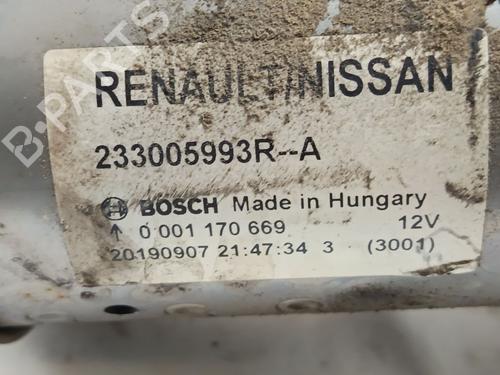 RENAULT/NISSAN
233005993R--A
BOSCH Made in Hungary
0 001 170 669 12V
20190907 21:47:34 3 (3001)
B-PARTS